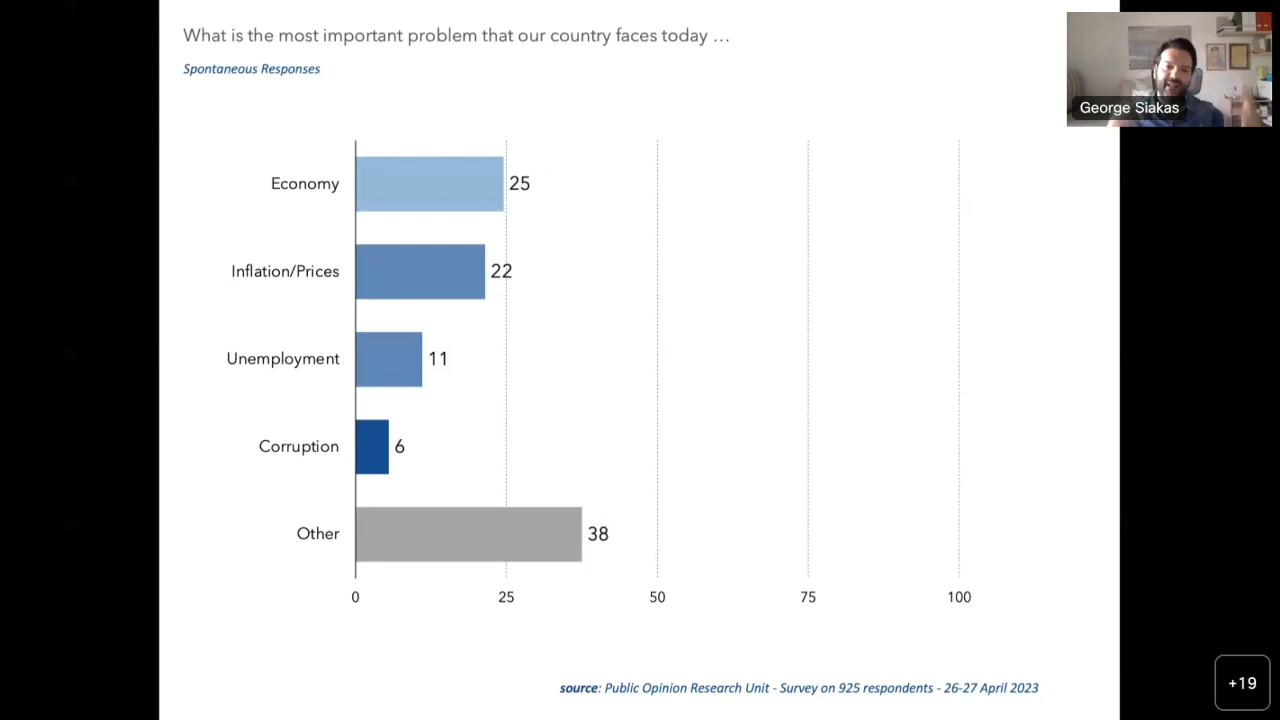 What is the most important problem that our country faces today …
Spontaneous Responses
George Siakas
Economy 25
Inflation/Prices 22
Unemployment 11
Corruption 6
Other 38
0 25 50 75 100
source: Public Opinion Research Unit - Survey on 925 respondents - 26-27 April 2023
+19